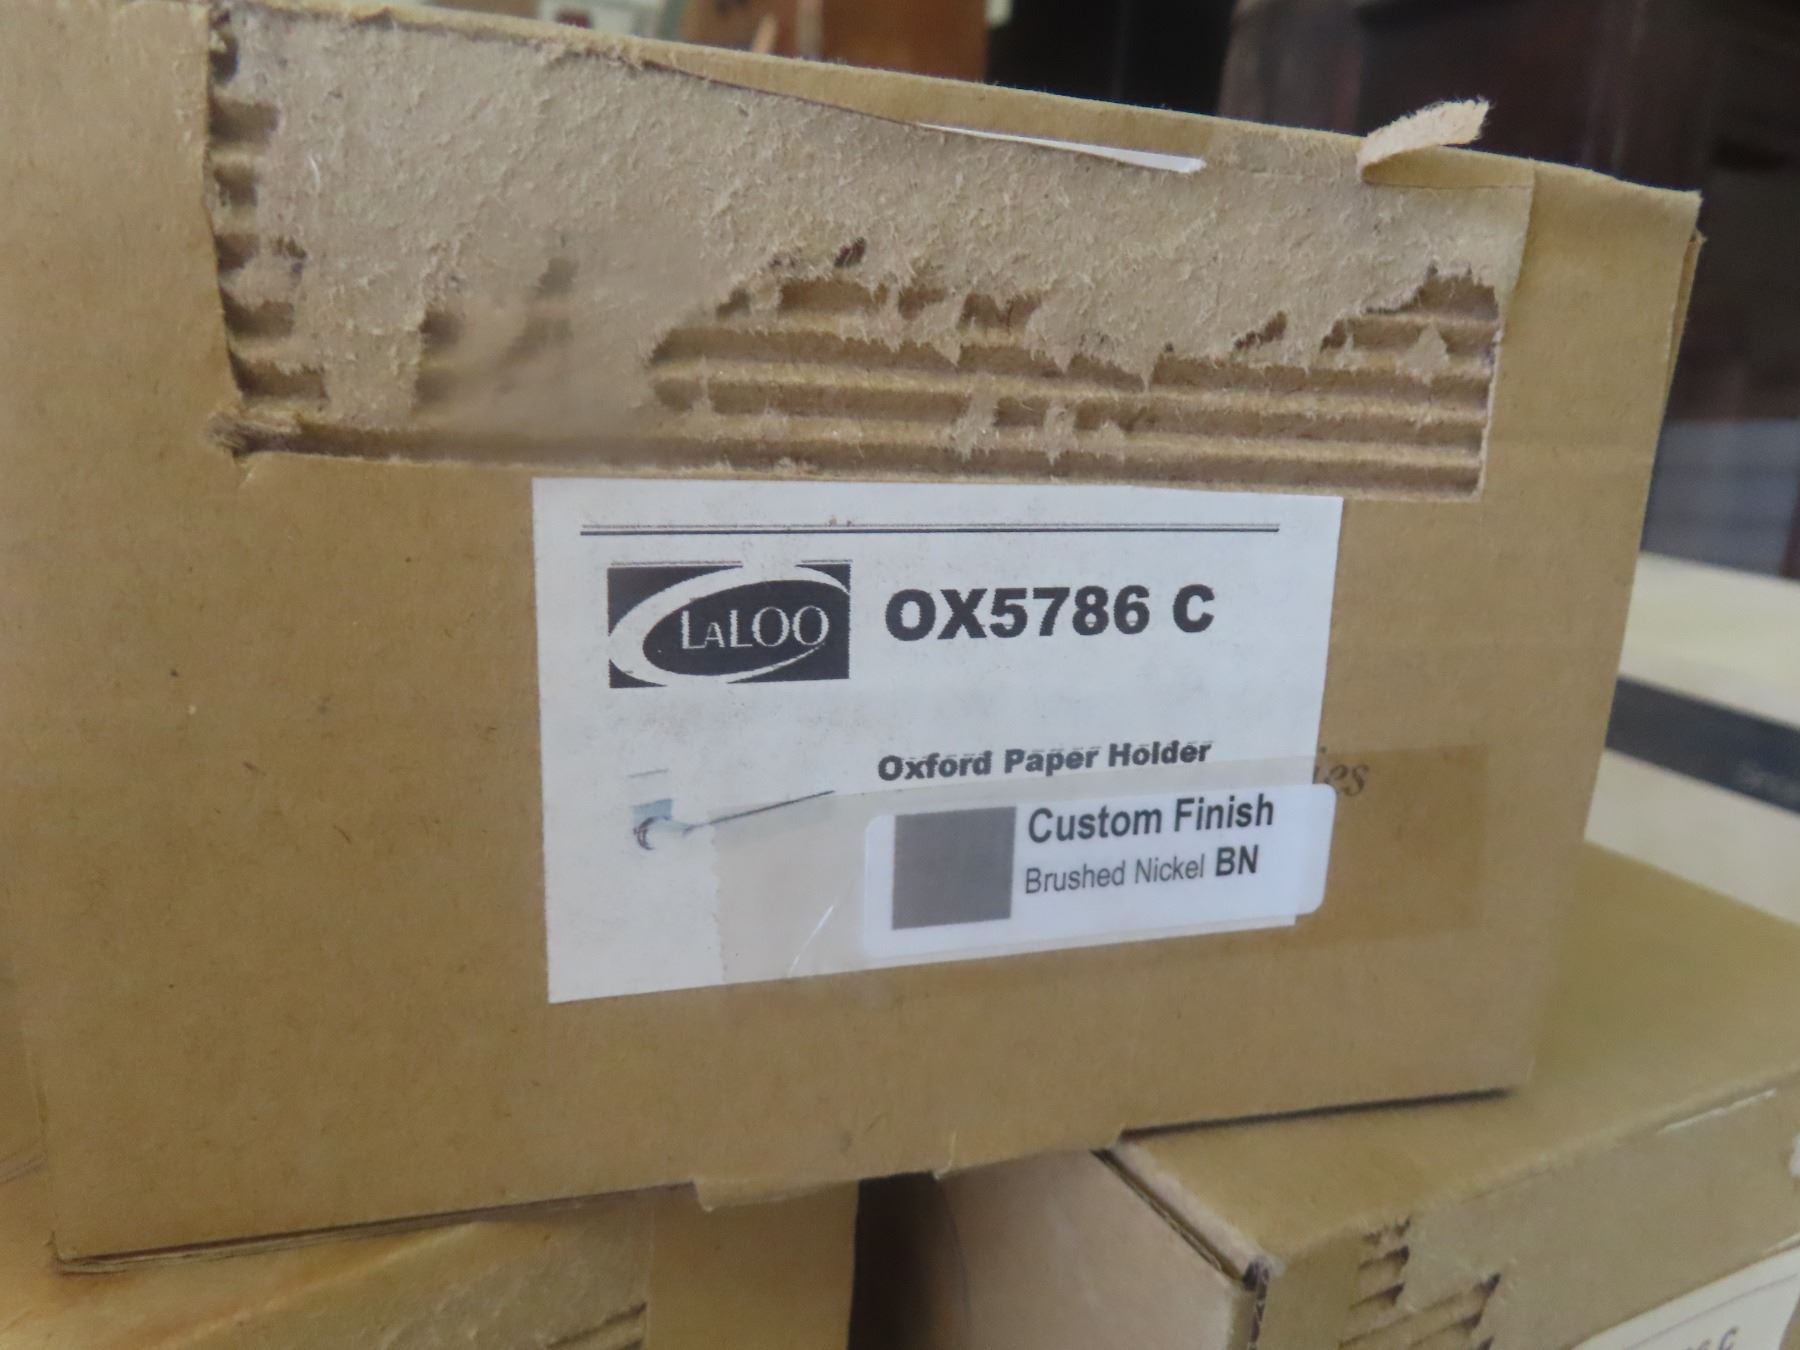 LaLOO
OX5786 C
Oxford Paper Holder
Custom Finish
Brushed Nickel BN